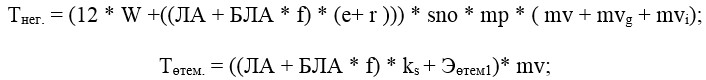 Тнег. = (12 * W +((ЛА + БЛА * f) * (e+ r ))) * sno * mp * ( mv + mvg + mvi);
Төтем. = ((ЛА + БЛА * f) * ks + Эөтем1)* mv;